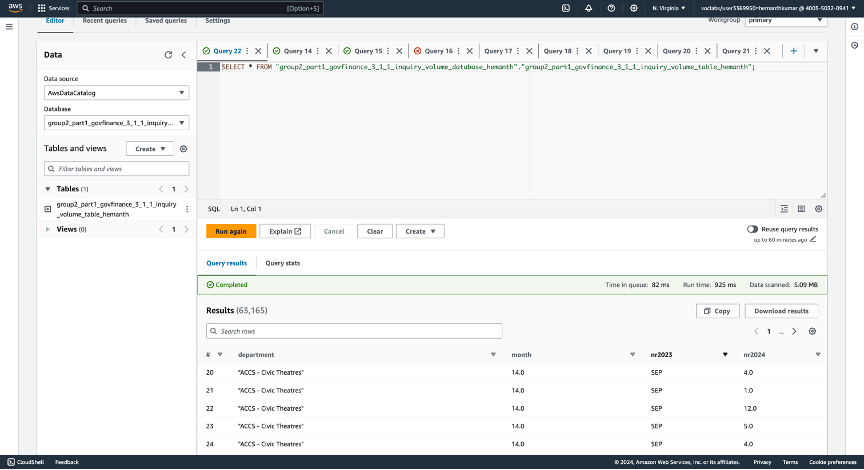 aws
Services
Search
[Option+S]
N. Virginia ▼
voclabs/user3369950=hemanthkumar @ 4005-5032-0941 ▼
Editor
Recent queries
Saved queries
Settings
Workgroup
primary
Data
Data source
AwsDataCatalog
Database
group2_part1_govfinance_3_1_1_inquiry...
Tables and views
Create ▼
Filter tables and views
Tables (1)
1
group2_part1_govfinance_3_1_1_inquiry
_volume_table_hemanth
Views (0)
1
Query 22
Query 14
Query 15
Query 16
Query 17
Query 18
Query 19
Query 20
Query 21
1 SELECT * FROM "group2_part1_govfinance_3_1_1_inquiry_volume_database_hemanth"."group2_part1_govfinance_3_1_1_inquiry_volume_table_hemanth";
SQL Ln 1, Col 1
Run again
Explain
Cancel
Clear
Create ▼
Reuse query results
up to 60 minutes ago
Query results
Query stats
Completed
Time in queue: 82 ms Run time: 925 ms Data scanned: 5.09 MB
Results (63,165)
Copy
Download results
Search rows
1 ...
# department month nr2023 nr2024
20 "ACCS - Civic Theatres" 14.0 SEP 4.0
21 "ACCS - Civic Theatres" 14.0 SEP 1.0
22 "ACCS - Civic Theatres" 14.0 SEP 12.0
23 "ACCS - Civic Theatres" 14.0 SEP 5.0
24 "ACCS - Civic Theatres" 14.0 SEP 4.0
CloudShell Feedback © 2024, Amazon Web Services, Inc. or its affiliates. Privacy Terms Cookie preferences